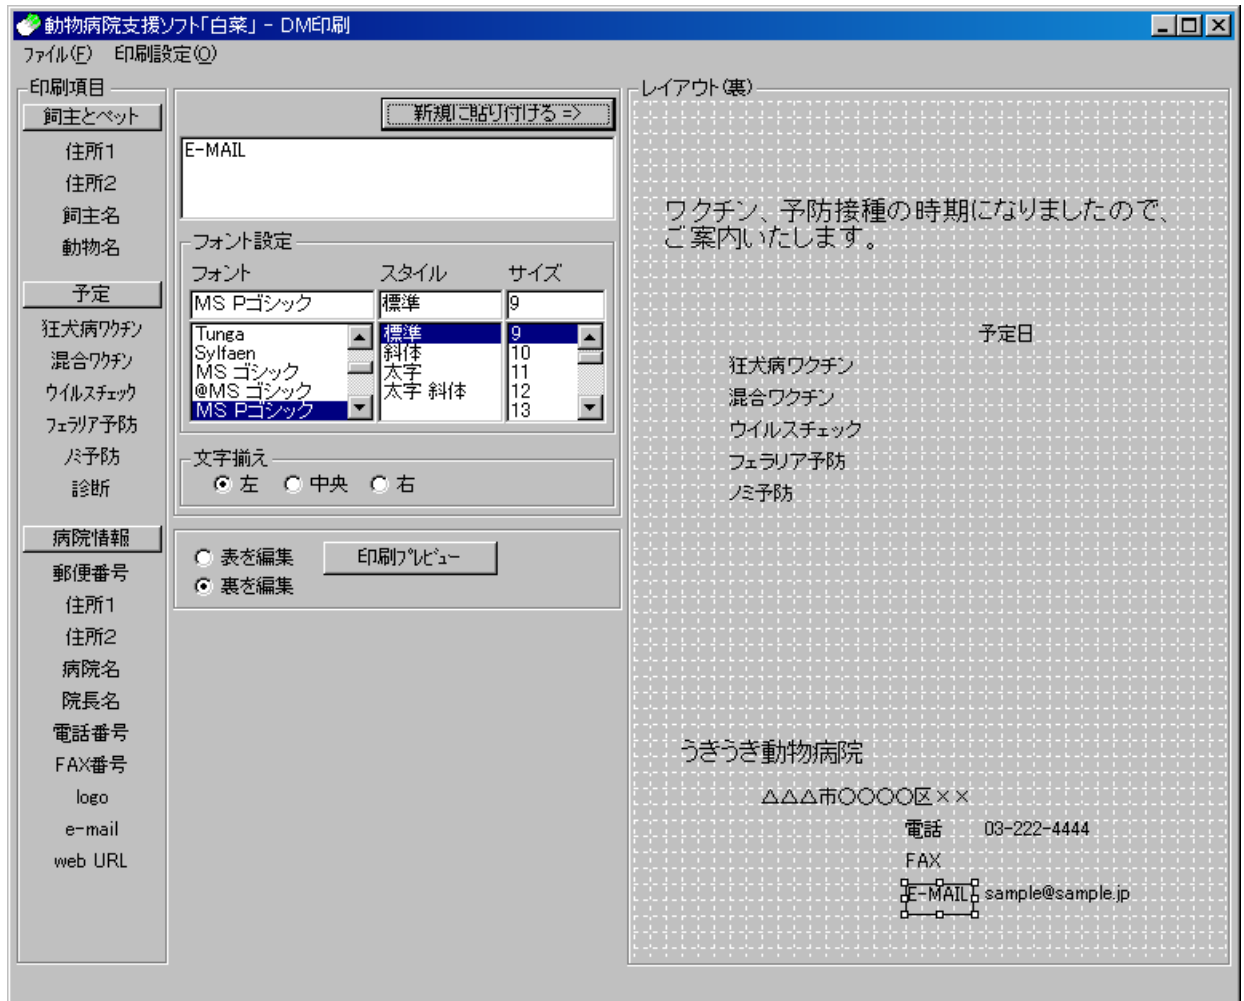 動物病院支援ソフト「白菜」 - DM印刷
ファイル(F) 印刷設定(O)
印刷項目
飼主とペット
住所1
住所2
飼主名
動物名
予定
狂犬病ワクチン
混合ワクチン
ウイルスチェック
フェラリア予防
ノミ予防
診断
病院情報
郵便番号
住所1
住所2
病院名
院長名
電話番号
FAX番号
logo
e-mail
web URL
新規に貼り付ける =>
E-MAIL
フォント設定
フォント スタイル サイズ
MS Pゴシック 標準 9
Tunga 標準 9
Sylfaen 斜体 10
MS ゴシック 太字 11
@MS ゴシック 太字 斜体 12
MS Pゴシック 13
文字揃え
左 中央 右
表を編集 印刷プレビュー
裏を編集
レイアウト(裏)
ワクチン、予防接種の時期になりましたので、
ご案内いたします。
予定日
狂犬病ワクチン
混合ワクチン
ウイルスチェック
フェラリア予防
ノミ予防
うきうき動物病院
△△△市〇〇〇〇区××
電話 03-222-4444
FAX
E-MAIL sample@sample.jp